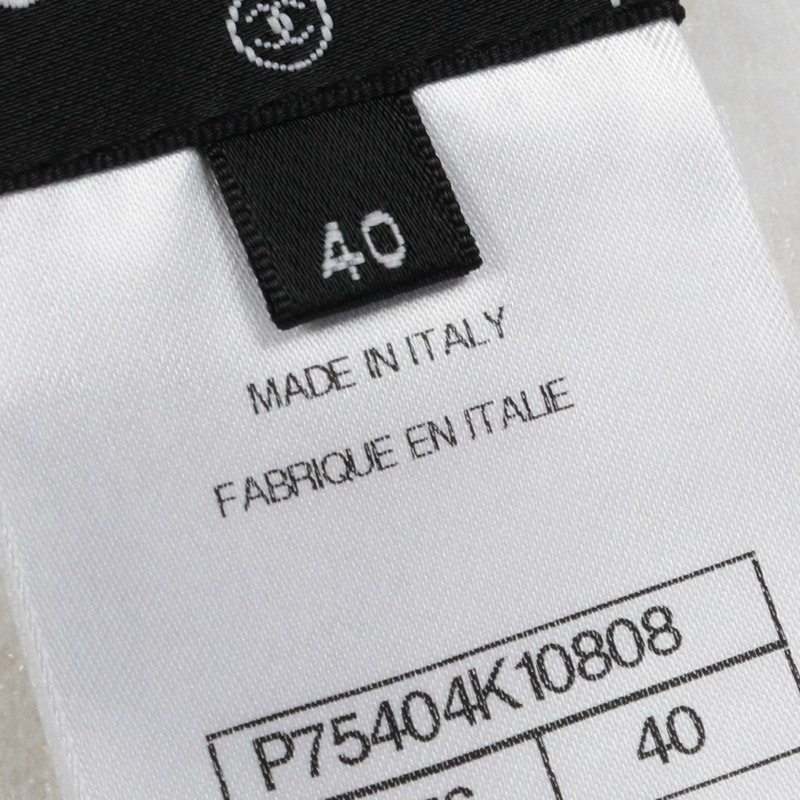 40
MADE IN ITALY
FABRIQUE EN ITALIE
P75404K10808
40